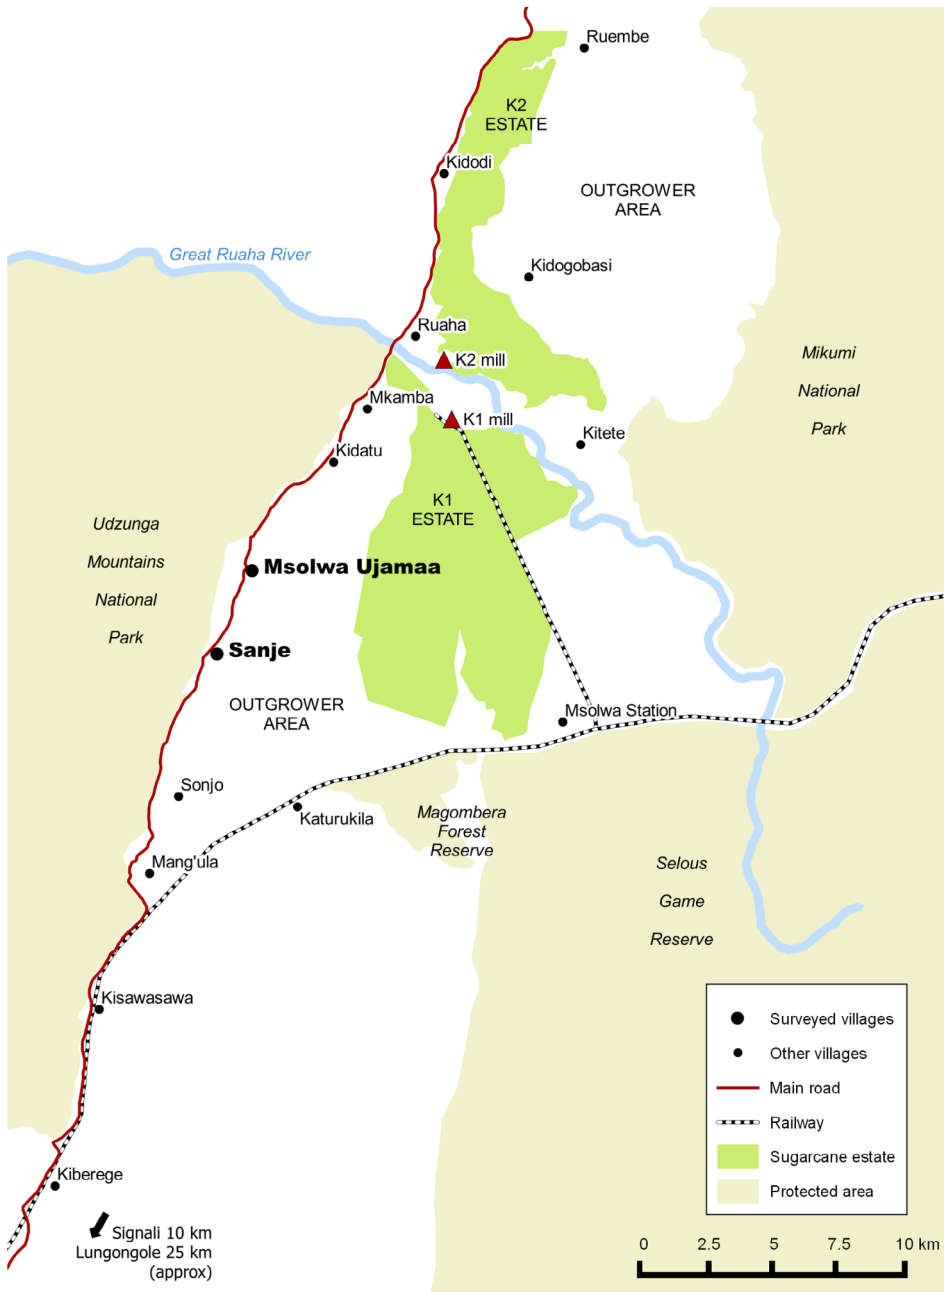 Ruembe
K2
ESTATE
Kidodi
OUTGROWER
AREA
Great Ruaha River
Kidogobasi
Ruaha
K2 mill
Mikumi
National
Park
Mkamba
K1 mill
Kitete
Kidatu
K1
ESTATE
Udzunga
Mountains
National
Park
Msolwa Ujamaa
Sanje
OUTGROWER
AREA
Msolwa Station
Sonjo
Katurukila
Magombera
Forest
Reserve
Mang'ula
Selous
Game
Reserve
Kisawasawa
Surveyed villages
Other villages
Main road
Railway
Sugarcane estate
Protected area
Kiberege
Signali 10 km
Lungongole 25 km
(approx)
0 2.5 5 7.5 10 km